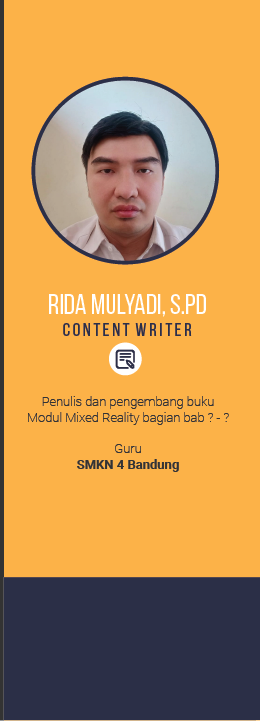 RIDA MULYADI, S.PD
CONTENT WRITER
Penulis dan pengembang buku
Modul Mixed Reality bagian bab ? - ?
Guru
SMKN 4 Bandung